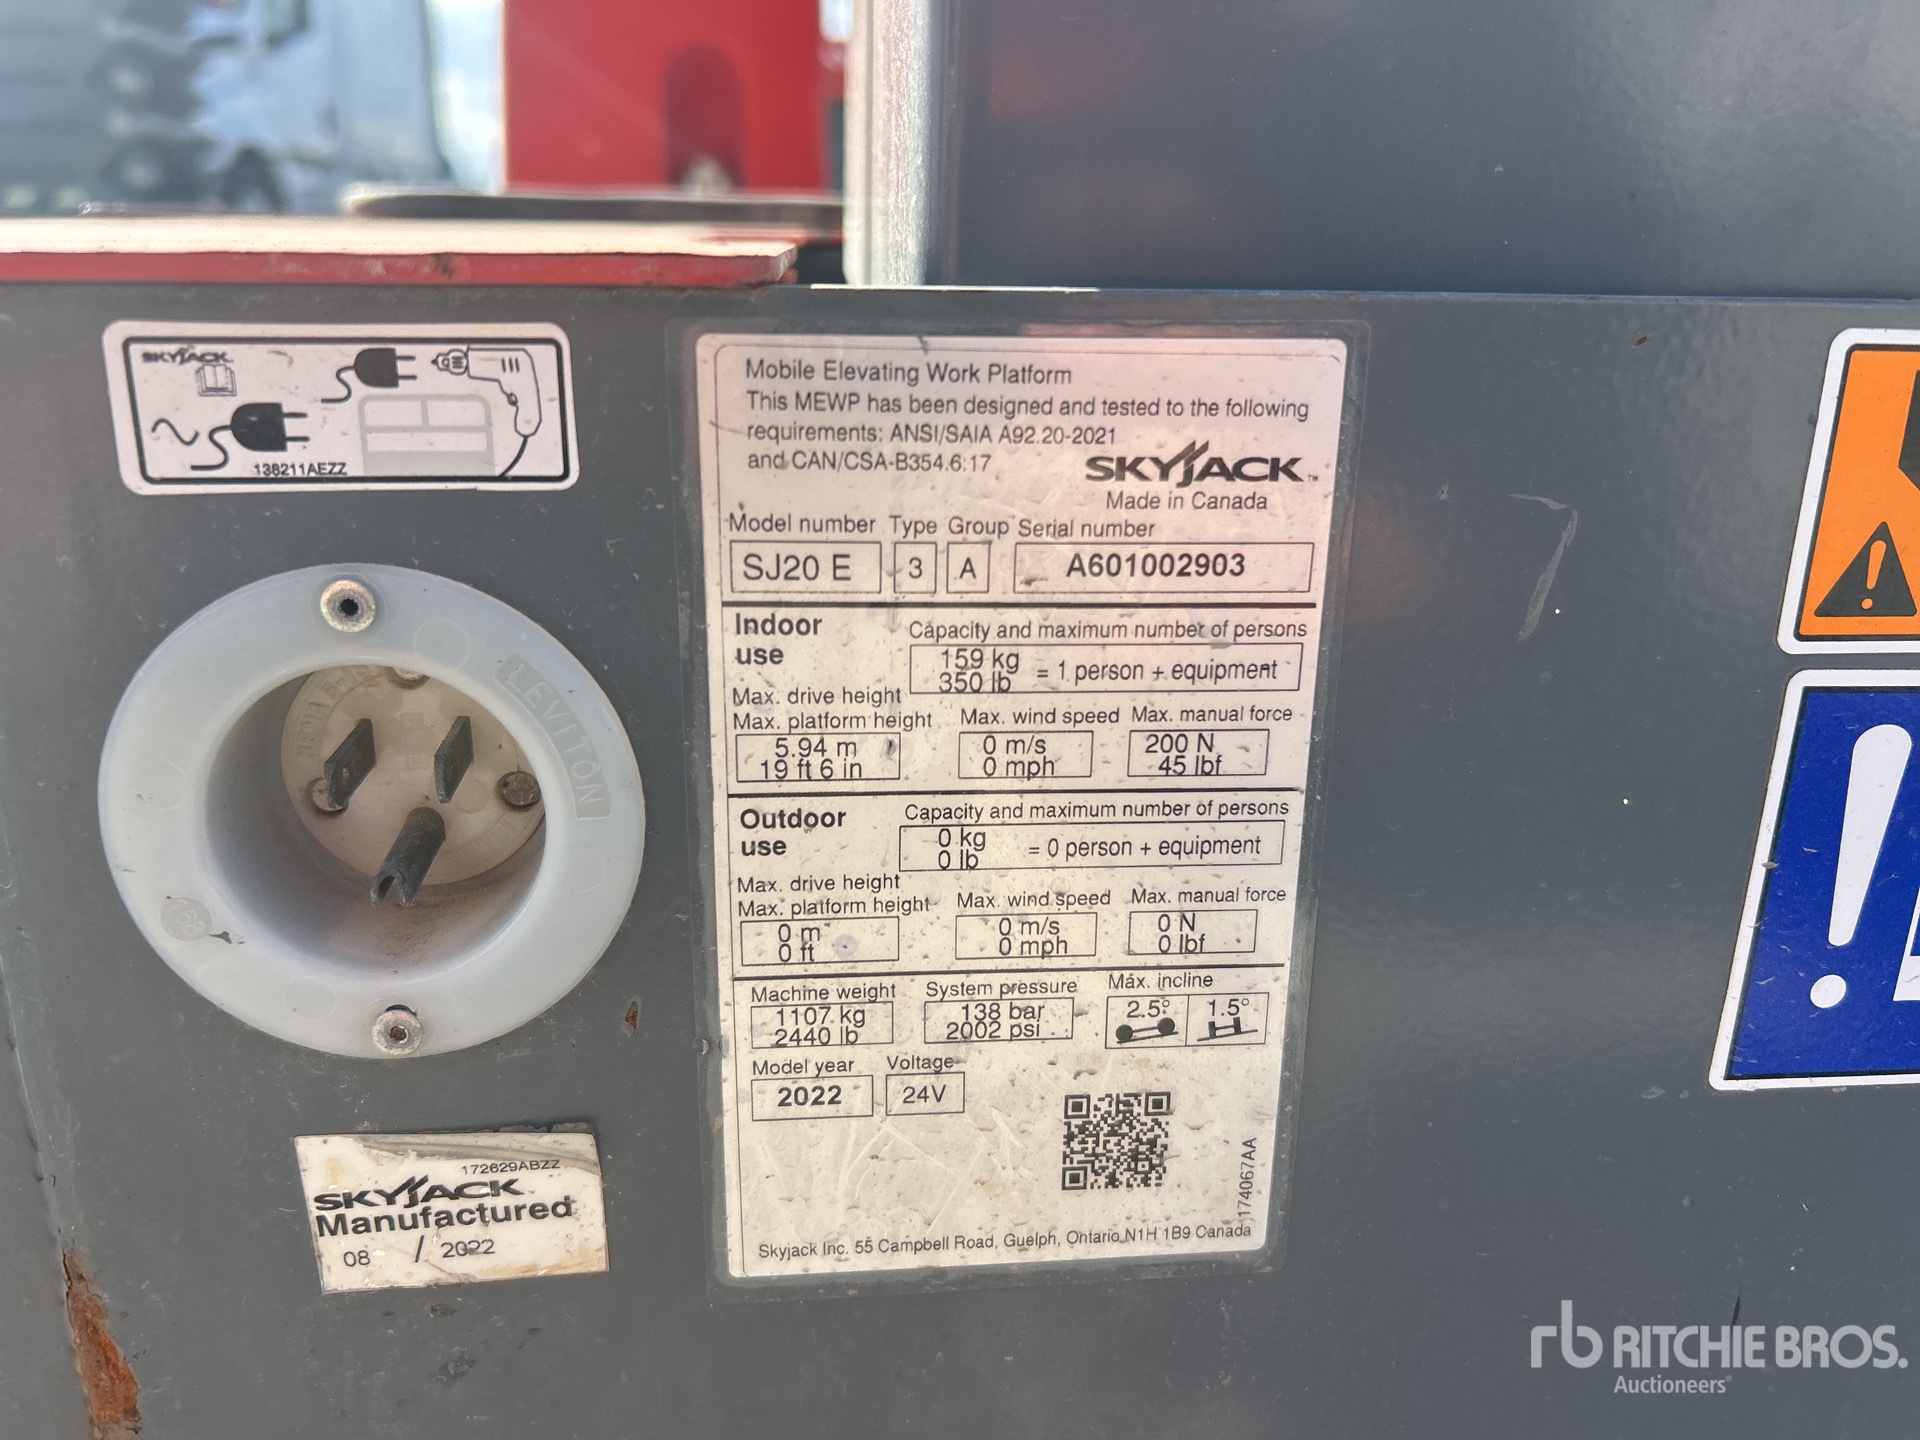 SKYJACK
138211AEZZ
LEVITON
Mobile Elevating Work Platform
This MEWP has been designed and tested to the following
requirements: ANSI/SAIA A92.20-2021
and CAN/CSA-B354.6:17
SKYJACK™
Made in Canada
Model number Type Group Serial number
SJ20 E 3 A A601002903
Indoor use
Capacity and maximum number of persons
159 kg
350 lb = 1 person + equipment
Max. drive height
Max. platform height Max. wind speed Max. manual force
5.94 m 0 m/s 200 N
19 ft 6 in 0 mph 45 lbf
Outdoor use
Capacity and maximum number of persons
0 kg
0 lb = 0 person + equipment
Max. drive height
Max. platform height Max. wind speed Max. manual force
0 m 0 m/s 0 N
0 ft 0 mph 0 lbf
Machine weight System pressure Max. incline
1107 kg 138 bar 2.5° 1.5°
2440 lb 2002 psi
Model year Voltage
2022 24V
174067AA
Skyjack Inc. 55 Campbell Road, Guelph, Ontario N1H 1B9 Canada
172629ABZZ
SKYJACK
Manufactured
08 / 2022
rb RITCHIE BROS.
Auctioneers